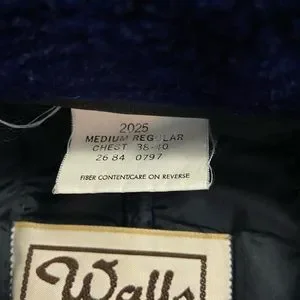 2025
MEDIUM REGULAR
CHEST 38-40
26 84 0797
FIBER CONTENT/CARE ON REVERSE
Walls